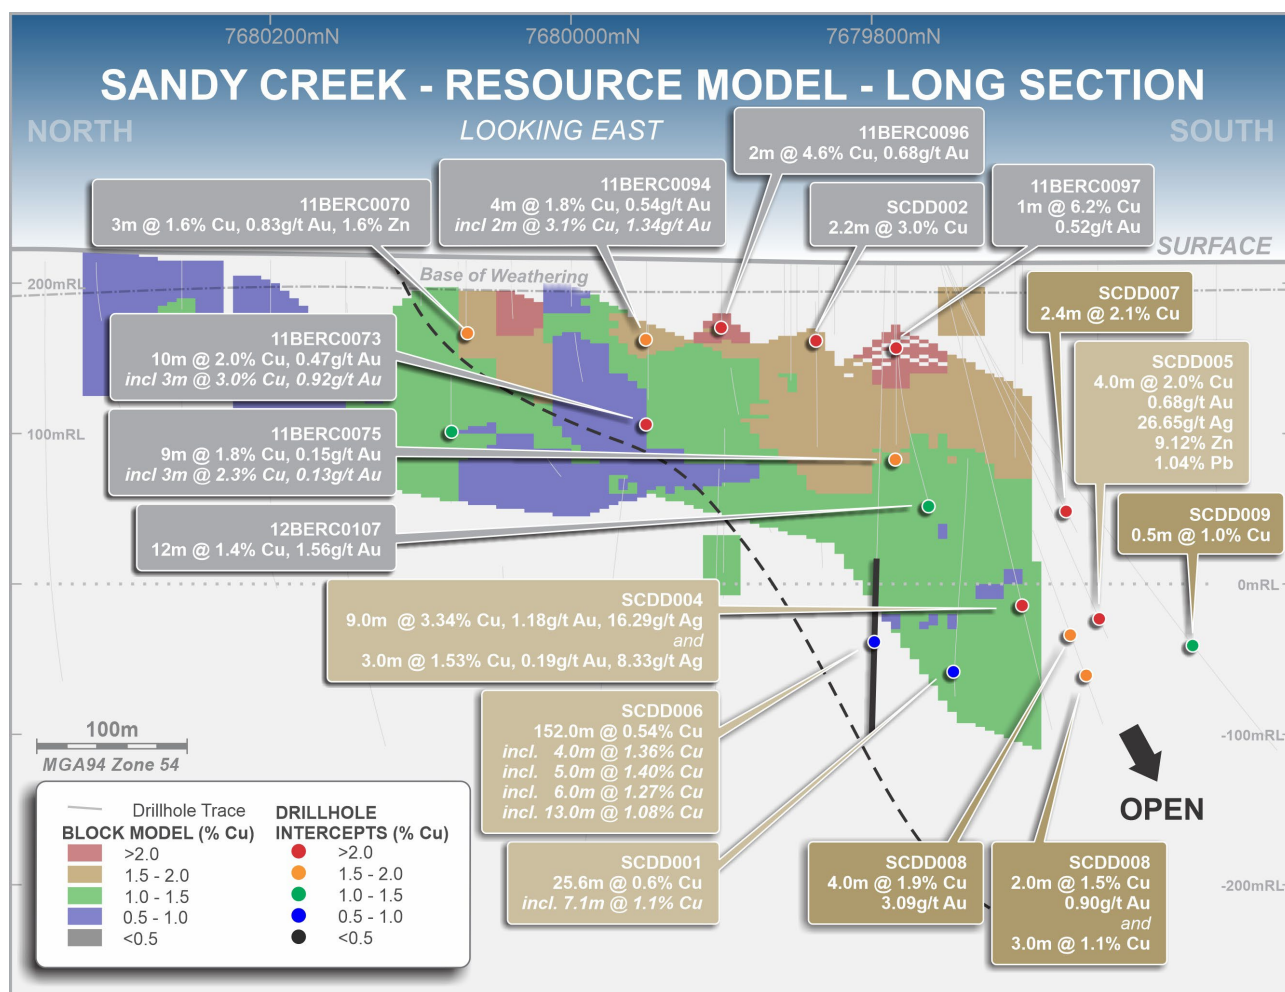 7680200mN
7680000mN
7679800mN
SANDY CREEK - RESOURCE MODEL - LONG SECTION
NORTH
LOOKING EAST
SOUTH
11BERC0096
2m @ 4.6% Cu, 0.68g/t Au
11BERC0070
3m @ 1.6% Cu, 0.83g/t Au, 1.6% Zn
11BERC0094
4m @ 1.8% Cu, 0.54g/t Au
incl 2m @ 3.1% Cu, 1.34g/t Au
SCDD002
2.2m @ 3.0% Cu
11BERC0097
1m @ 6.2% Cu
0.52g/t Au
SURFACE
Base of Weathering
200mRL
SCDD007
2.4m @ 2.1% Cu
11BERC0073
10m @ 2.0% Cu, 0.47g/t Au
incl 3m @ 3.0% Cu, 0.92g/t Au
SCDD005
4.0m @ 2.0% Cu
0.68g/t Au
26.65g/t Ag
9.12% Zn
1.04% Pb
100mRL
100mRL
11BERC0075
9m @ 1.8% Cu, 0.15g/t Au
incl 3m @ 2.3% Cu, 0.13g/t Au
12BERC0107
12m @ 1.4% Cu, 1.56g/t Au
SCDD009
0.5m @ 1.0% Cu
0mRL
SCDD004
9.0m @ 3.34% Cu, 1.18g/t Au, 16.29g/t Ag
and
3.0m @ 1.53% Cu, 0.19g/t Au, 8.33g/t Ag
SCDD006
152.0m @ 0.54% Cu
incl. 4.0m @ 1.36% Cu
incl. 5.0m @ 1.40% Cu
incl. 6.0m @ 1.27% Cu
incl. 13.0m @ 1.08% Cu
-100mRL
OPEN
100m
MGA94 Zone 54
SCDD001
25.6m @ 0.6% Cu
incl. 7.1m @ 1.1% Cu
SCDD008
4.0m @ 1.9% Cu
3.09g/t Au
SCDD008
2.0m @ 1.5% Cu
0.90g/t Au
and
3.0m @ 1.1% Cu
-200mRL
Drillhole Trace
BLOCK MODEL (% Cu)
>2.0
1.5 - 2.0
1.0 - 1.5
0.5 - 1.0
<0.5
DRILLHOLE
INTERCEPTS (% Cu)
>2.0
1.5 - 2.0
1.0 - 1.5
0.5 - 1.0
<0.5